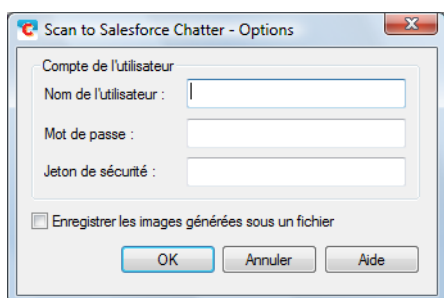 Scan to Salesforce Chatter - Options
Compte de l'utilisateur
Nom de l'utilisateur :
Mot de passe :
Jeton de sécurité :
Enregistrer les images générées sous un fichier
OK Annuler Aide